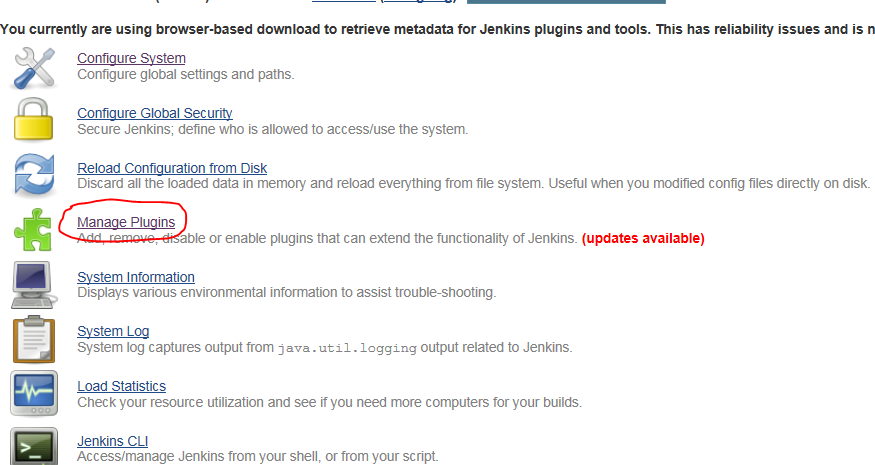 You currently are using browser-based download to retrieve metadata for Jenkins plugins and tools. This has reliability issues and is n
Configure System
Configure global settings and paths.
Configure Global Security
Secure Jenkins; define who is allowed to access/use the system.
Reload Configuration from Disk
Discard all the loaded data in memory and reload everything from file system. Useful when you modified config files directly on disk.
Manage Plugins
Add, remove, disable or enable plugins that can extend the functionality of Jenkins. (updates available)
System Information
Displays various environmental information to assist trouble-shooting.
System Log
System log captures output from java.util.logging output related to Jenkins.
Load Statistics
Check your resource utilization and see if you need more computers for your builds.
Jenkins CLI
Access/manage Jenkins from your shell, or from your script.